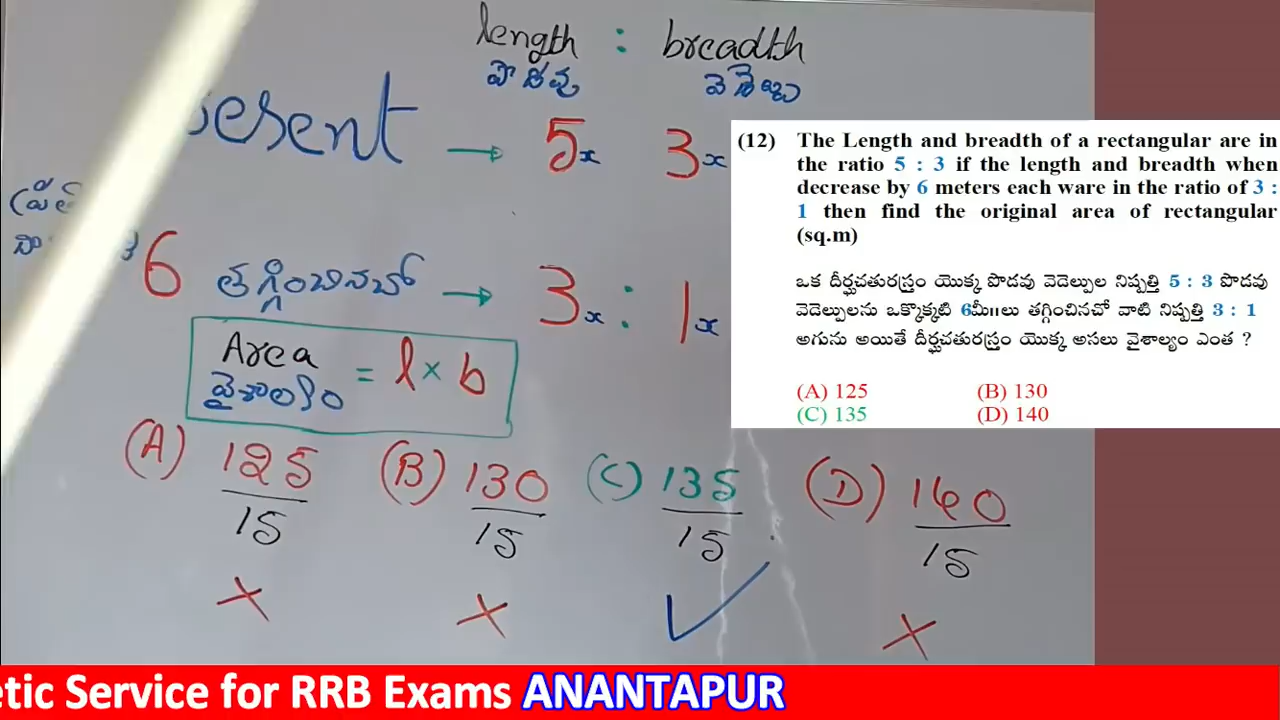 length : breadth
పొడవు వెడల్పు
esent → 5x 3x
6 తగ్గించినచో → 3x : 1x
Area = l × b
వైశాల్యం
(A) 125/15 (B) 130/15 (C) 135/15 (D) 140/15
× × ✓ ×
(12) The Length and breadth of a rectangular are in
the ratio 5 : 3 if the length and breadth when
decrease by 6 meters each ware in the ratio of 3 :
1 then find the original area of rectangular
(sq.m)
ఒక దీర్ఘచతురస్రం యొక్క పొడవు వెడెల్పుల నిష్పత్తి 5 : 3 పొడవు
వెడెల్పులను ఒక్కొక్కటి 6మీ॥లు తగ్గించినచో వాటి నిష్పత్తి 3 : 1
అగును అయితే దీర్ఘచతురస్రం యొక్క అసలు వైశాల్యం ఎంత ?
(A) 125 (B) 130
(C) 135 (D) 140
etic Service for RRB Exams ANANTAPUR